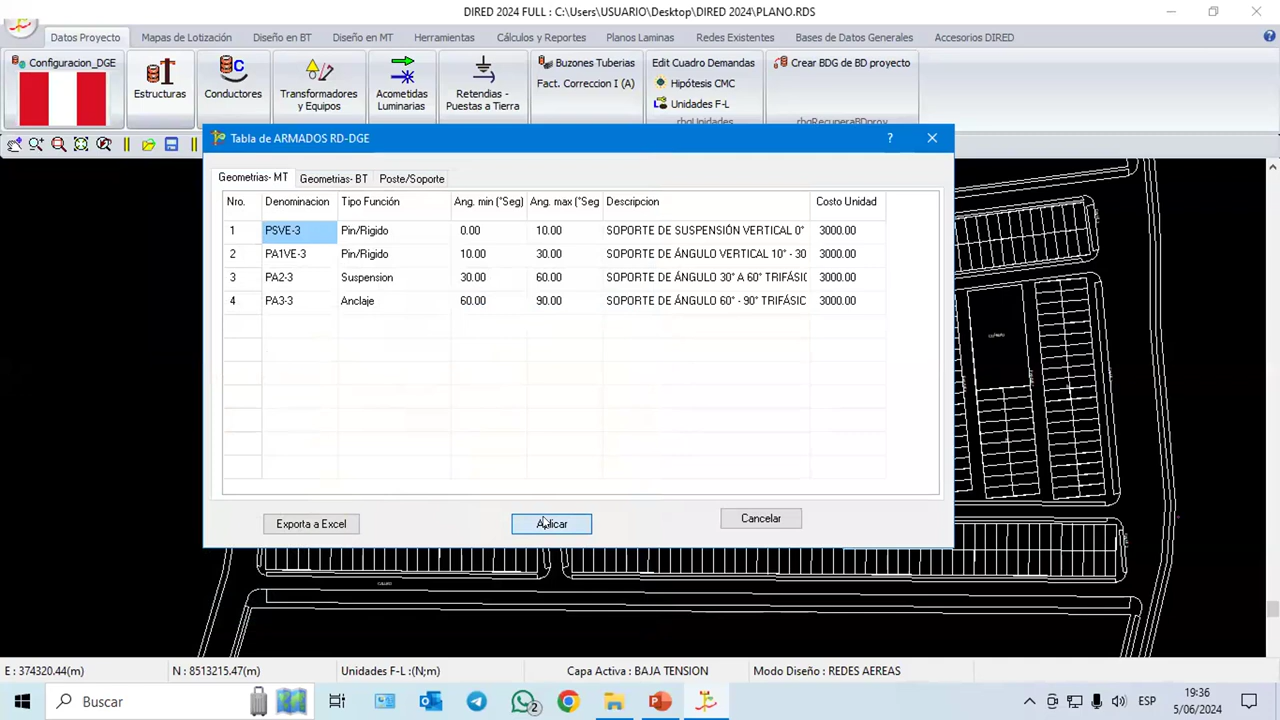 DIRED 2024 FULL : C:\Users\USUARIO\Desktop\DIRED 2024\PLANO.RDS
Datos Proyecto
Mapas de Lotización
Diseño en BT
Diseño en MT
Herramientas
Cálculos y Reportes
Planos Laminas
Redes Existentes
Bases de Datos Generales
Accesorios DIRED
Configuracion_DGE
Estructuras
Conductores
Transformadores y Equipos
Acometidas Luminarias
Retendias - Puestas a Tierra
Buzones Tuberias
Fact. Correccion I (A)
Edit Cuadro Demandas
Hipótesis CMC
Unidades F-L
rbgUnidades
Crear BDG de BD proyecto
rbgRecuperaBDproy
Tabla de ARMADOS RD-DGE
?
Geometrias- MT
Geometrias- BT
Poste/Soporte
Nro. Denominacion Tipo Función Ang. min (°Seg) Ang. max (°Seg Descripcion Costo Unidad
1 PSVE-3 Pin/Rigido 0.00 10.00 SOPORTE DE SUSPENSIÓN VERTICAL 0° 3000.00
2 PA1VE-3 Pin/Rigido 10.00 30.00 SOPORTE DE ÁNGULO VERTICAL 10° - 30 3000.00
3 PA2-3 Suspension 30.00 60.00 SOPORTE DE ÁNGULO 30° A 60° TRIFÁSIC 3000.00
4 PA3-3 Anclaje 60.00 90.00 SOPORTE DE ÁNGULO 60° - 90° TRIFÁSIC 3000.00
Exporta a Excel
Aplicar
Cancelar
E : 374320.44(m)
N : 8513215.47(m)
Unidades F-L :(N;m)
Capa Activa : BAJA TENSION
Modo Diseño : REDES AEREAS
Buscar
2
ESP
19:36
5/06/2024